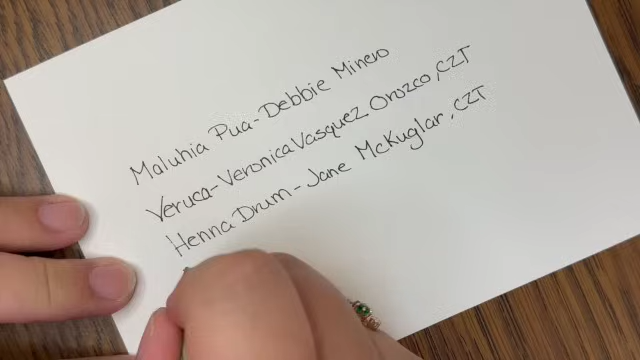 Maluhia Pua-Debbie Minero
Veruca-Veronica Vasquez Orozco, CZT
Henna Drum-Jane McKuglar, CZT